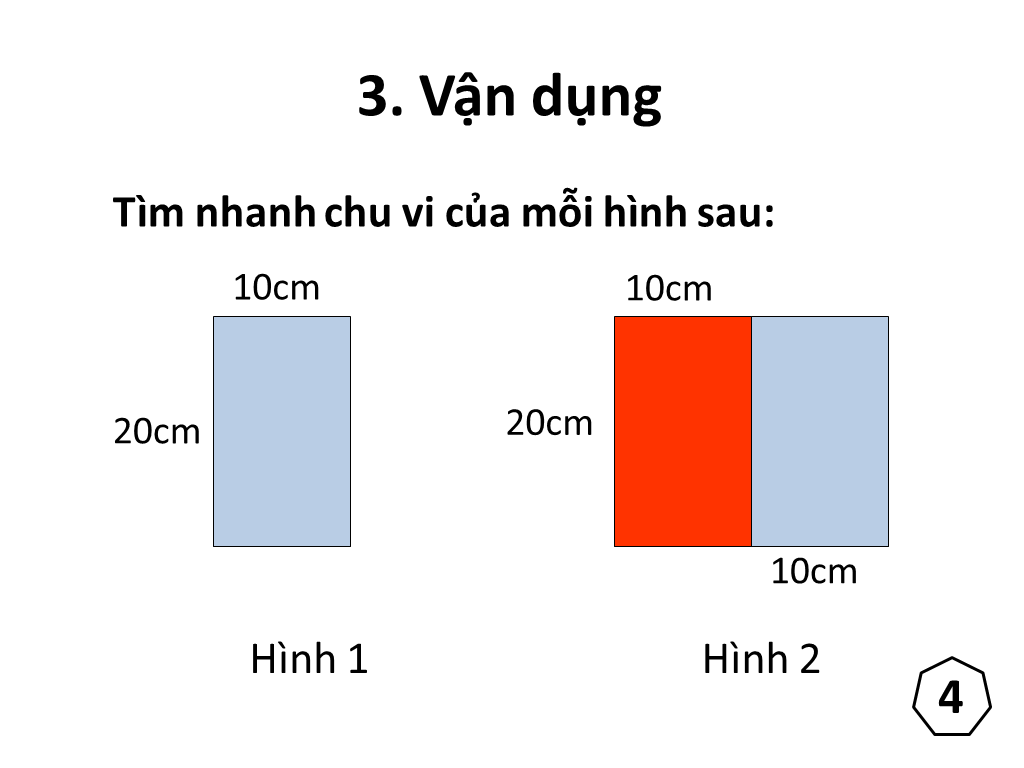 3. Vận dụng
Tìm nhanh chu vi của mỗi hình sau:
10cm
10cm
20cm
20cm
10cm
Hình 1
Hình 2
4